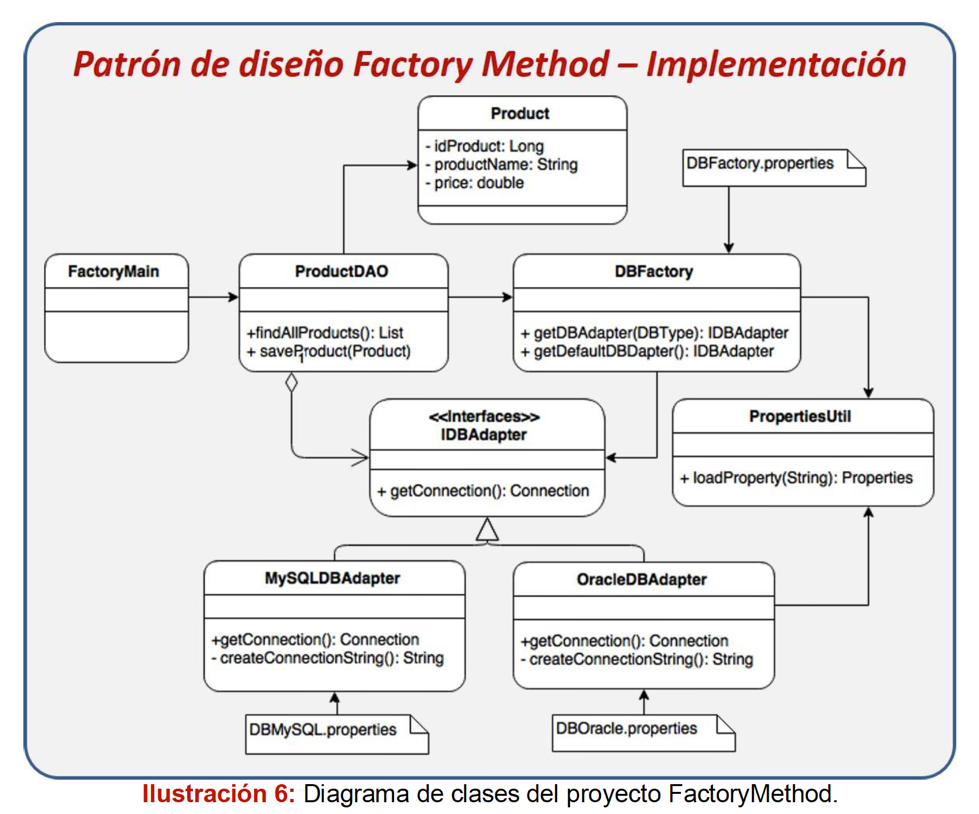 Patrón de diseño Factory Method – Implementación
Product
- idProduct: Long
- productName: String
- price: double
DBFactory.properties
FactoryMain
ProductDAO
+findAllProducts(): List
+ saveProduct(Product)
DBFactory
+ getDBAdapter(DBType): IDBAdapter
+ getDefaultDBDapter(): IDBAdapter
<<Interfaces>>
IDBAdapter
+ getConnection(): Connection
PropertiesUtil
+ loadProperty(String): Properties
MySQLDBAdapter
+getConnection(): Connection
- createConnectionString(): String
OracleDBAdapter
+getConnection(): Connection
- createConnectionString(): String
DBMySQL.properties
DBOracle.properties
Ilustración 6: Diagrama de clases del proyecto FactoryMethod.